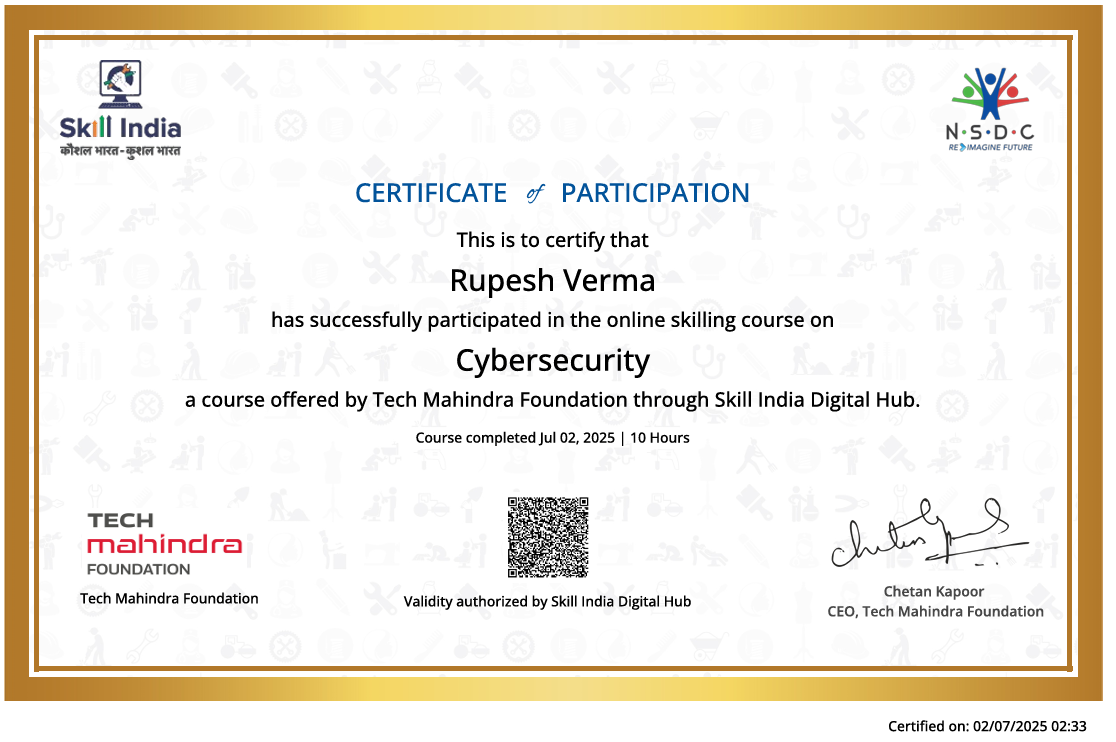 Skill India
कौशल भारत-कुशल भारत
N·S·D·C
RE IMAGINE FUTURE
CERTIFICATE of PARTICIPATION
This is to certify that
Rupesh Verma
has successfully participated in the online skilling course on
Cybersecurity
a course offered by Tech Mahindra Foundation through Skill India Digital Hub.
Course completed Jul 02, 2025 | 10 Hours
TECH
mahindra
FOUNDATION
Tech Mahindra Foundation
Validity authorized by Skill India Digital Hub
Chetan Kapoor
CEO, Tech Mahindra Foundation
Certified on: 02/07/2025 02:33